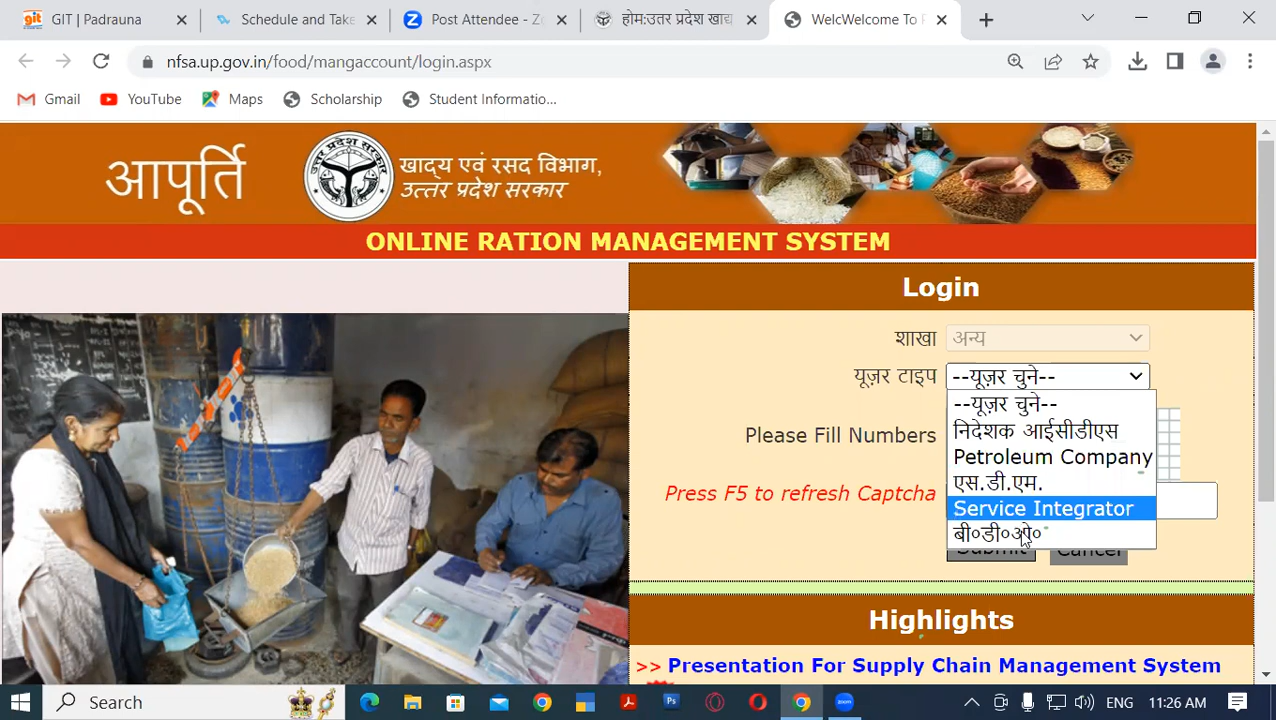 GIT | Padrauna
Schedule and Take
Post Attendee - Zo
होम:उत्तर प्रदेश खाद्य
WelcWelcome To F
nfsa.up.gov.in/food/mangaccount/login.aspx
Gmail
YouTube
Maps
Scholarship
Student Informatio...
आपूर्ति
खाद्य एवं रसद विभाग,
उत्तर प्रदेश सरकार
ONLINE RATION MANAGEMENT SYSTEM
Login
शाखा
अन्य
यूज़र टाइप
--यूज़र चुने--
--यूज़र चुने--
निदेशक आईसीडीएस
Petroleum Company
एस.डी.एम.
Service Integrator
बी०डी०ओ०
Please Fill Numbers
Press F5 to refresh Captcha
Submit
Cancel
Highlights
>> Presentation For Supply Chain Management System
Search
ENG
11:26 AM